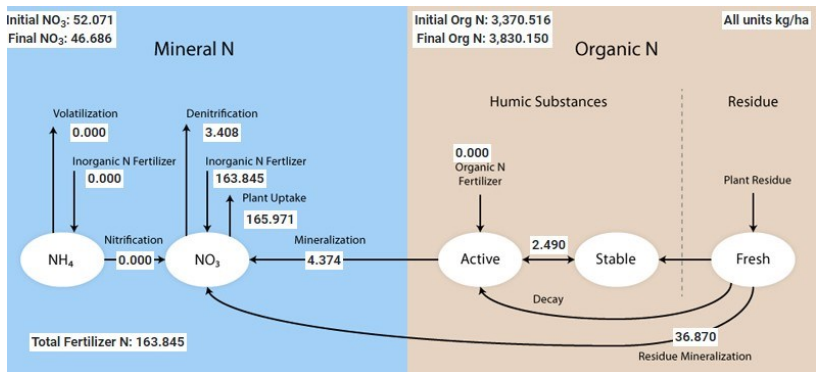 Initial NO₃: 52.071
Final NO₃: 46.686
Mineral N
Initial Org N: 3,370.516
Final Org N: 3,830.150
All units kg/ha
Organic N
Humic Substances
Residue
Volatilization
0.000
Inorganic N Fertilizer
0.000
Denitrification
3.408
Inorganic N Fertlizer
163.845
Plant Uptake
165.971
0.000
Organic N
Fertilizer
Plant Residue
NH₄
Nitrification
0.000
NO₃
Mineralization
4.374
Active
2.490
Stable
Fresh
Decay
36.870
Residue Mineralization
Total Fertilizer N: 163.845